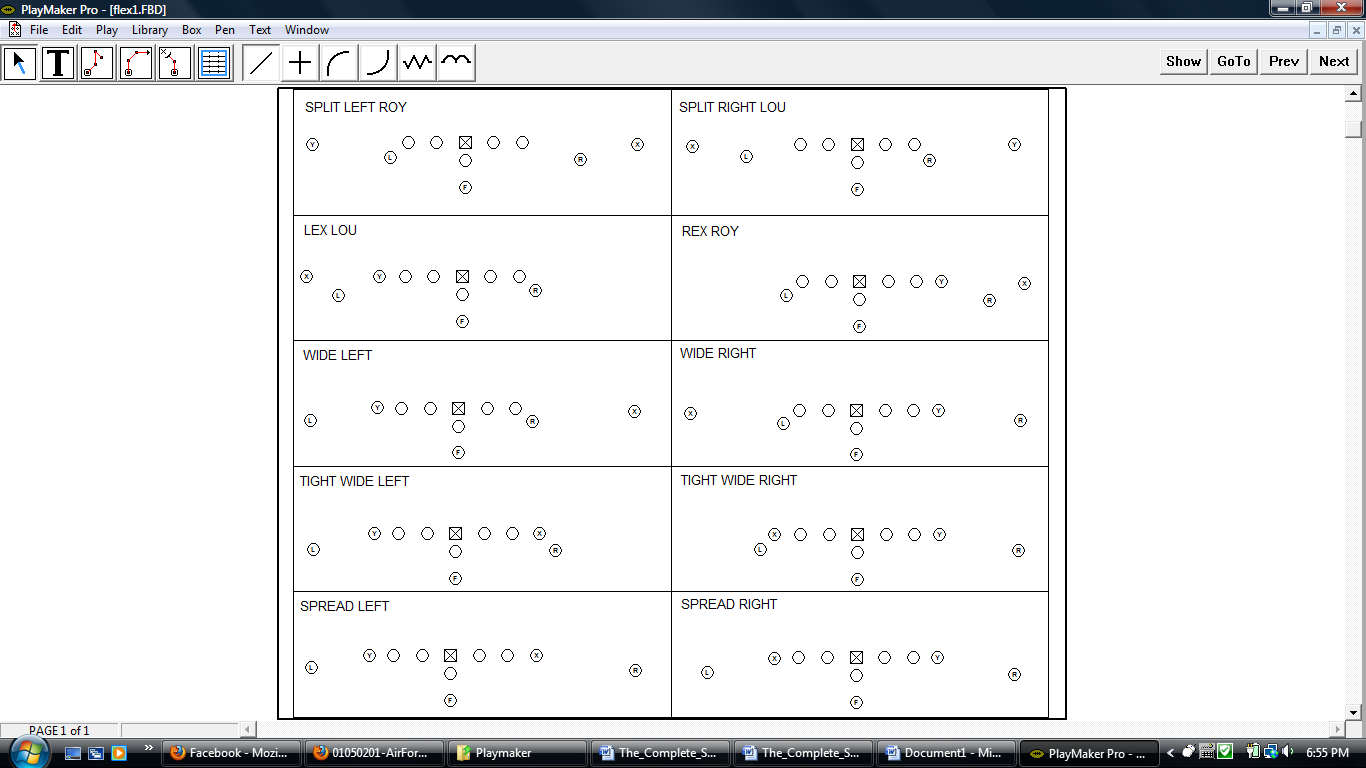 PlayMaker Pro - [flex1.FBD]
File Edit Play Library Box Pen Text Window
T Show GoTo Prev Next
SPLIT LEFT ROY
Y L F R X
SPLIT RIGHT LOU
X L F R Y
LEX LOU
X L Y F R
REX ROY
L F Y R X
WIDE LEFT
L Y F R X
WIDE RIGHT
X L F Y R
TIGHT WIDE LEFT
L Y F X R
TIGHT WIDE RIGHT
L X F Y R
SPREAD LEFT
L Y F X R
SPREAD RIGHT
L X F Y R
PAGE 1 of 1
Facebook - Mozi... 01050201-AirFor... Playmaker The_Complete_S... The_Complete_S... Document1 - Mi... PlayMaker Pro - ... 6:55 PM